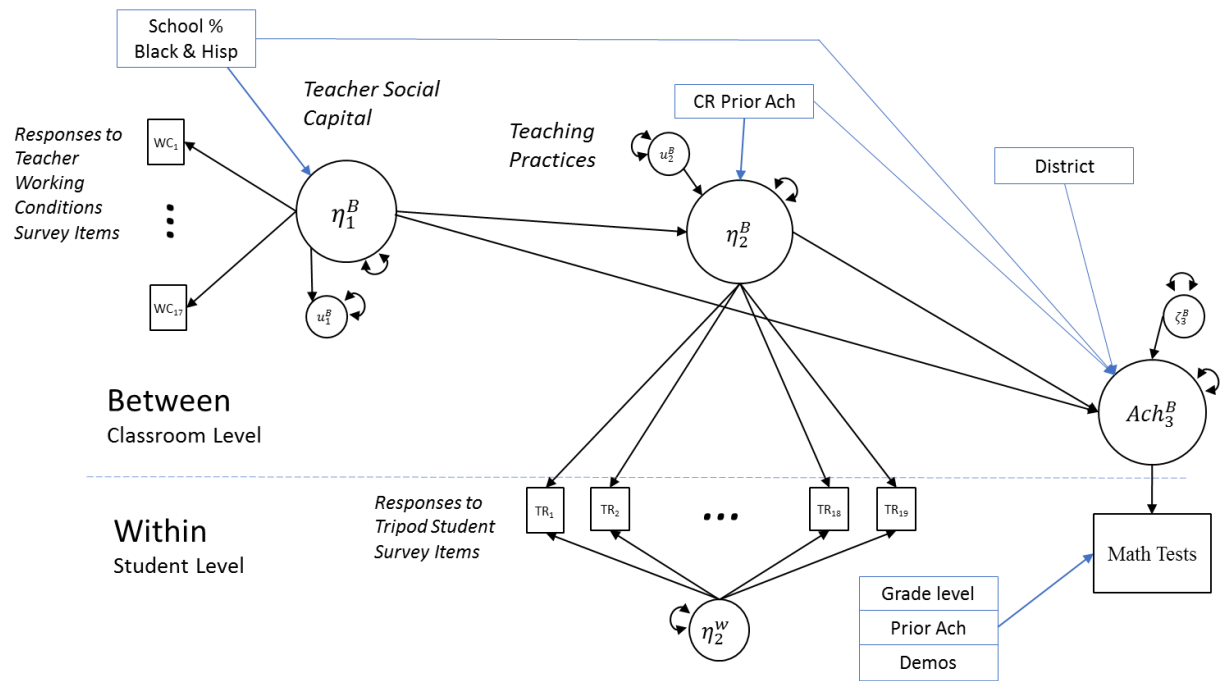 School %
Black & Hisp
Teacher Social
Capital
CR Prior Ach
Teaching
Practices
Responses to
Teacher
Working
Conditions
Survey Items
WC₁
⋮
WC₁₇
η₁ᴮ
u₁ᴮ
u₂ᴮ
η₂ᴮ
District
ζ₃ᴮ
Ach₃ᴮ
Between
Classroom Level
Within
Student Level
Responses to
Tripod Student
Survey Items
TR₁
TR₂
...
TR₁₈
TR₁₉
η₂ʷ
Math Tests
Grade level
Prior Ach
Demos